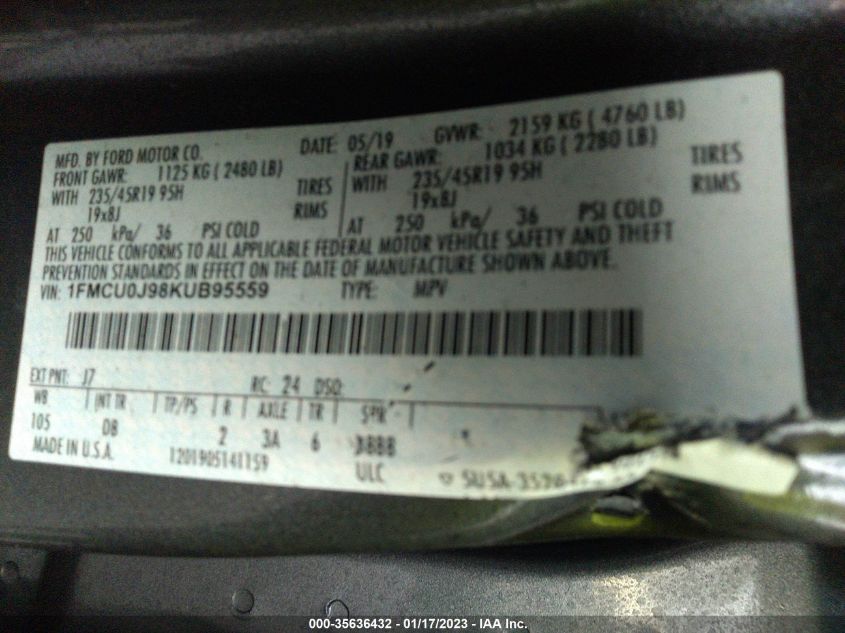 MFD. BY FORD MOTOR CO. DATE: 05/19 GVWR: 2159 KG ( 4760 LB)
FRONT GAWR: 1125 KG ( 2480 LB) REAR GAWR: 1034 KG ( 2280 LB)
WITH 235/45R19 95H TIRES WITH 235/45R19 95H TIRES
19x8J RIMS 19x8J RIMS
AT 250 kPa/ 36 PSI COLD AT 250 kPa/ 36 PSI COLD
THIS VEHICLE CONFORMS TO ALL APPLICABLE FEDERAL MOTOR VEHICLE SAFETY AND THEFT
PREVENTION STANDARDS IN EFFECT ON THE DATE OF MANUFACTURE SHOWN ABOVE.
VIN: 1FMCU0J98KUB95559 TYPE: MPV
EXT PNT: J7 RC: 24 DSO:
WB INT TR TP/PS R AXLE TR SPR
105 DB 2 3A 6
MADE IN U.S.A. 1201905141159 ULC
000-35636432 - 01/17/2023 - IAA Inc.